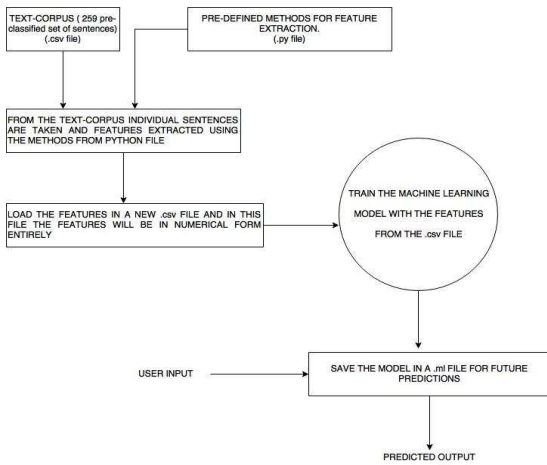 TEXT-CORPUS ( 259 pre-
classified set of sentences)
(.csv file)
PRE-DEFINED METHODS FOR FEATURE
EXTRACTION.
(.py file)
FROM THE TEXT-CORPUS INDIVIDUAL SENTENCES
ARE TAKEN AND FEATURES EXTRACTED USING
THE METHODS FROM PYTHON FILE
LOAD THE FEATURES IN A NEW .csv FILE AND IN THIS
FILE THE FEATURES WILL BE IN NUMERICAL FORM
ENTIRELY
TRAIN THE MACHINE LEARNING
MODEL WITH THE FEATURES
FROM THE .csv FILE
USER INPUT
SAVE THE MODEL IN A .ml FILE FOR FUTURE
PREDICTIONS
PREDICTED OUTPUT